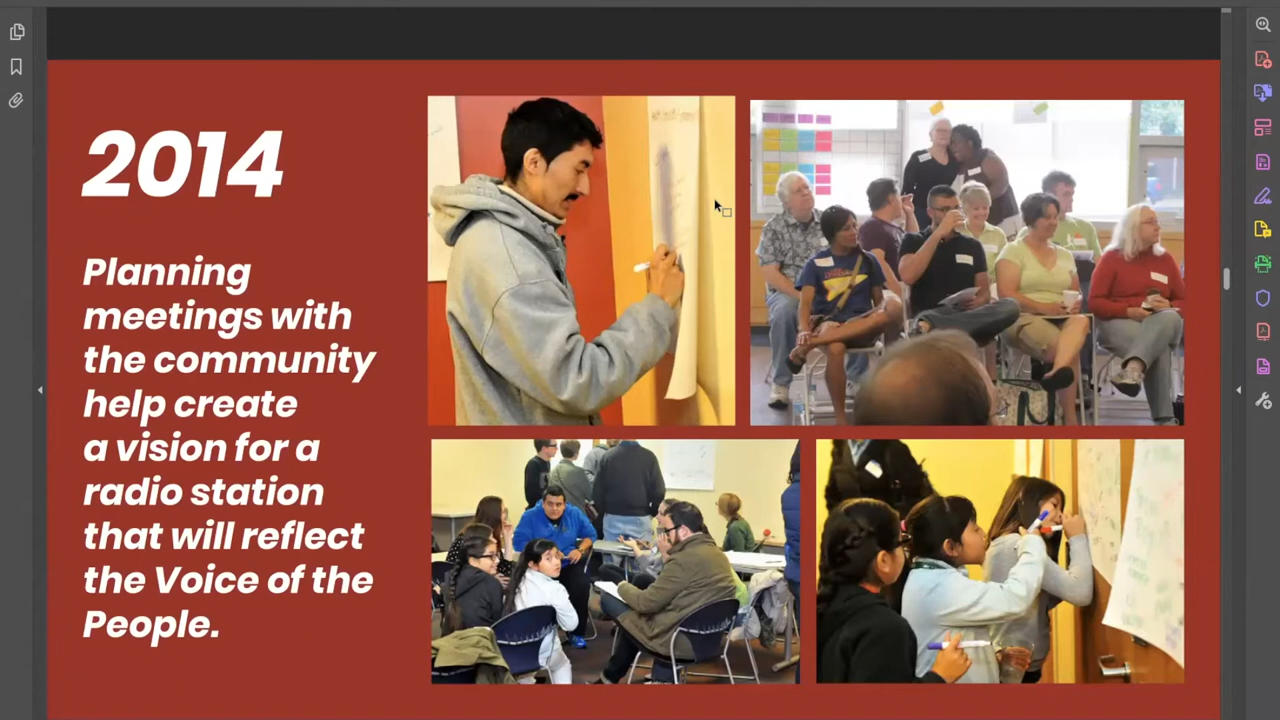 2014
Planning
meetings with
the community
help create
a vision for a
radio station
that will reflect
the Voice of the
People.